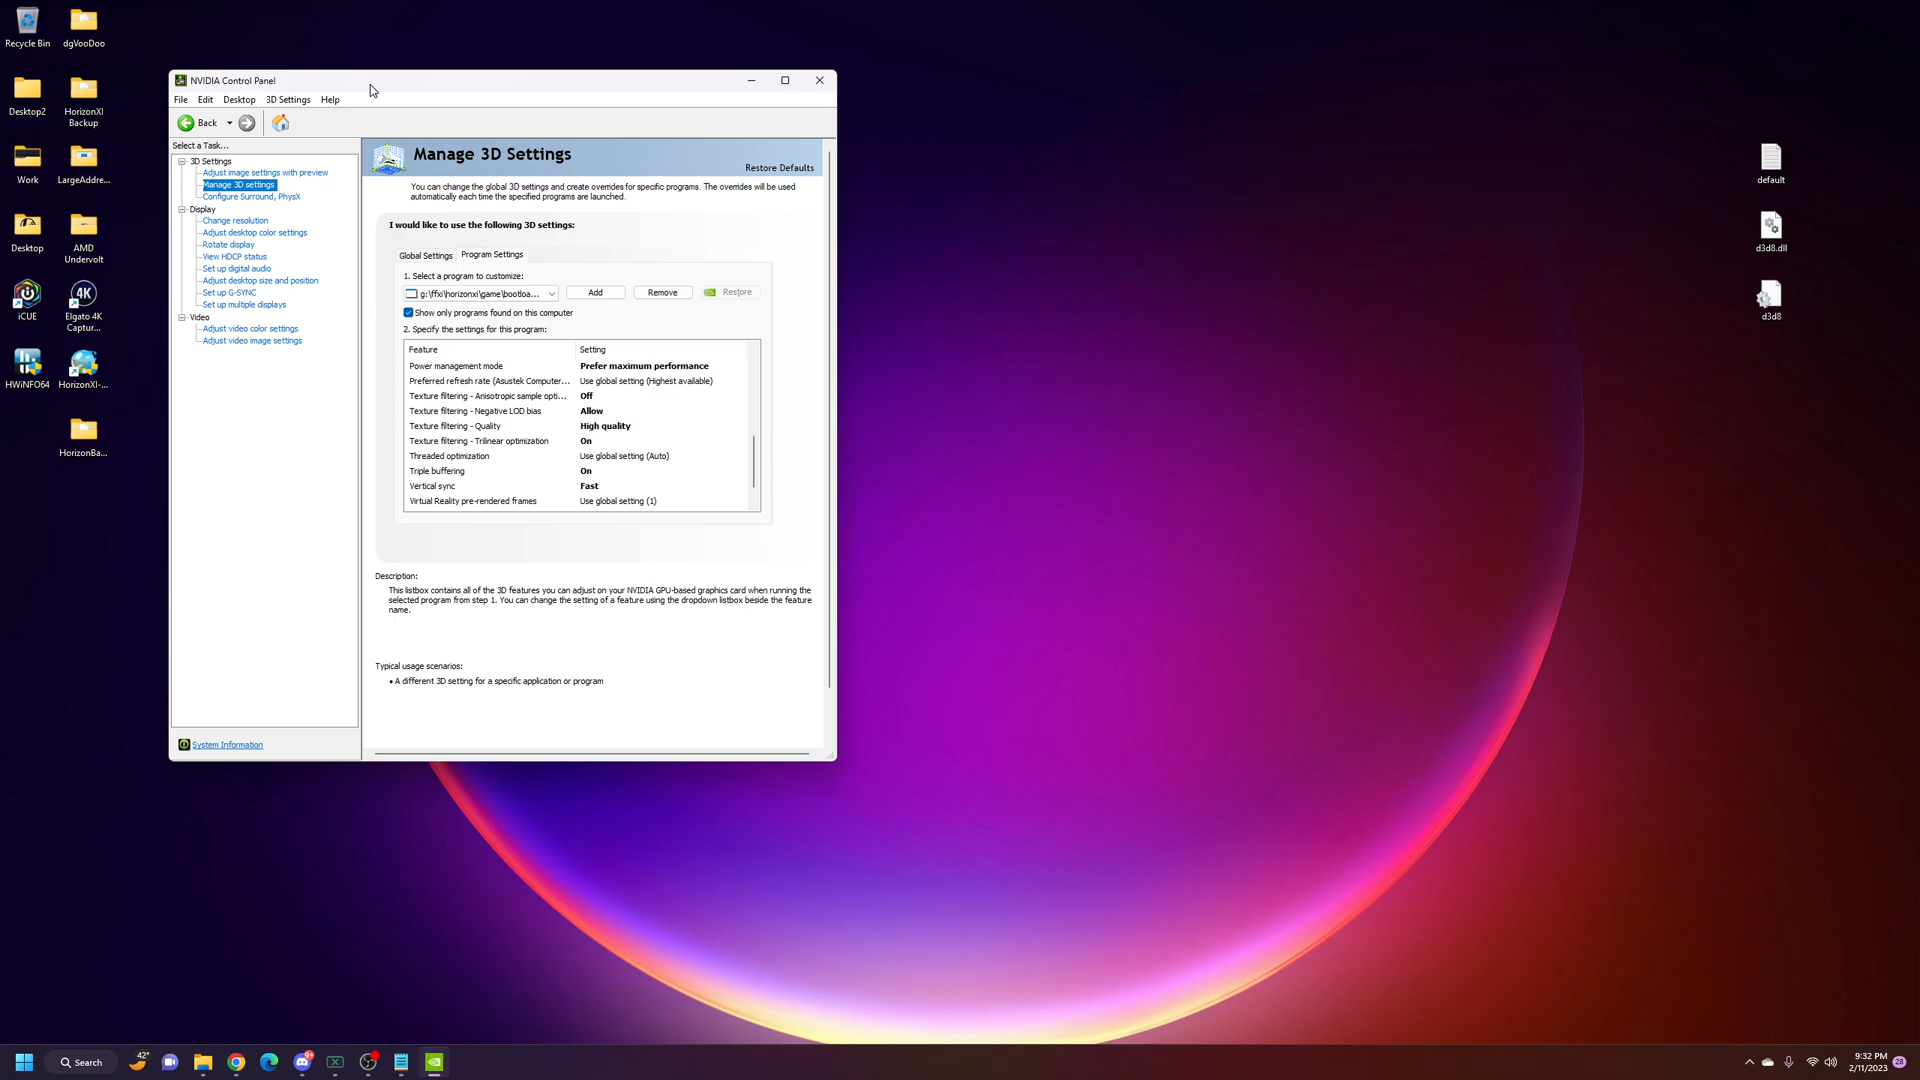 Recycle Bin
dgVooDoo
Desktop2
HorizonXI
Backup
Work
LargeAddre...
Desktop
AMD
Undervolt
iCUE
Elgato 4K
Captur...
HWiNFO64
HorizonXI-...
HorizonBa...
NVIDIA Control Panel
File Edit Desktop 3D Settings Help
Back
Select a Task...
3D Settings
Adjust image settings with preview
Manage 3D settings
Configure Surround, PhysX
Display
Change resolution
Adjust desktop color settings
Rotate display
View HDCP status
Set up digital audio
Adjust desktop size and position
Set up G-SYNC
Set up multiple displays
Video
Adjust video color settings
Adjust video image settings
System Information
Manage 3D Settings
Restore Defaults
You can change the global 3D settings and create overrides for specific programs. The overrides will be used
automatically each time the specified programs are launched.
I would like to use the following 3D settings:
Global Settings Program Settings
1. Select a program to customize:
g:\ffxi\horizonxi\game\bootloa... Add Remove Restore
Show only programs found on this computer
2. Specify the settings for this program:
Feature Setting
Power management mode Prefer maximum performance
Preferred refresh rate (Asustek Computer... Use global setting (Highest available)
Texture filtering - Anisotropic sample opti... Off
Texture filtering - Negative LOD bias Allow
Texture filtering - Quality High quality
Texture filtering - Trilinear optimization On
Threaded optimization Use global setting (Auto)
Triple buffering On
Vertical sync Fast
Virtual Reality pre-rendered frames Use global setting (1)
Description:
This listbox contains all of the 3D features you can adjust on your NVIDIA GPU-based graphics card when running the
selected program from step 1. You can change the setting of a feature using the dropdown listbox beside the feature
name.
Typical usage scenarios:
• A different 3D setting for a specific application or program
default
d3d8.dll
d3d8
Search
42°
9:32 PM
2/11/2023
28